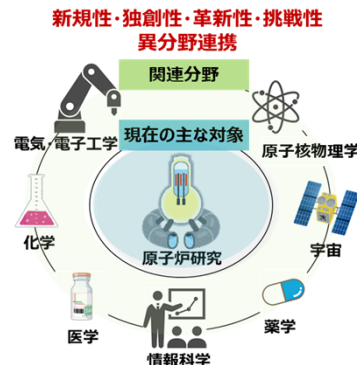 新規性・独創性・革新性・挑戦性
異分野連携
関連分野
現在の主な対象
電気・電子工学
原子核物理学
原子炉研究
化学
宇宙
医学
薬学
情報科学